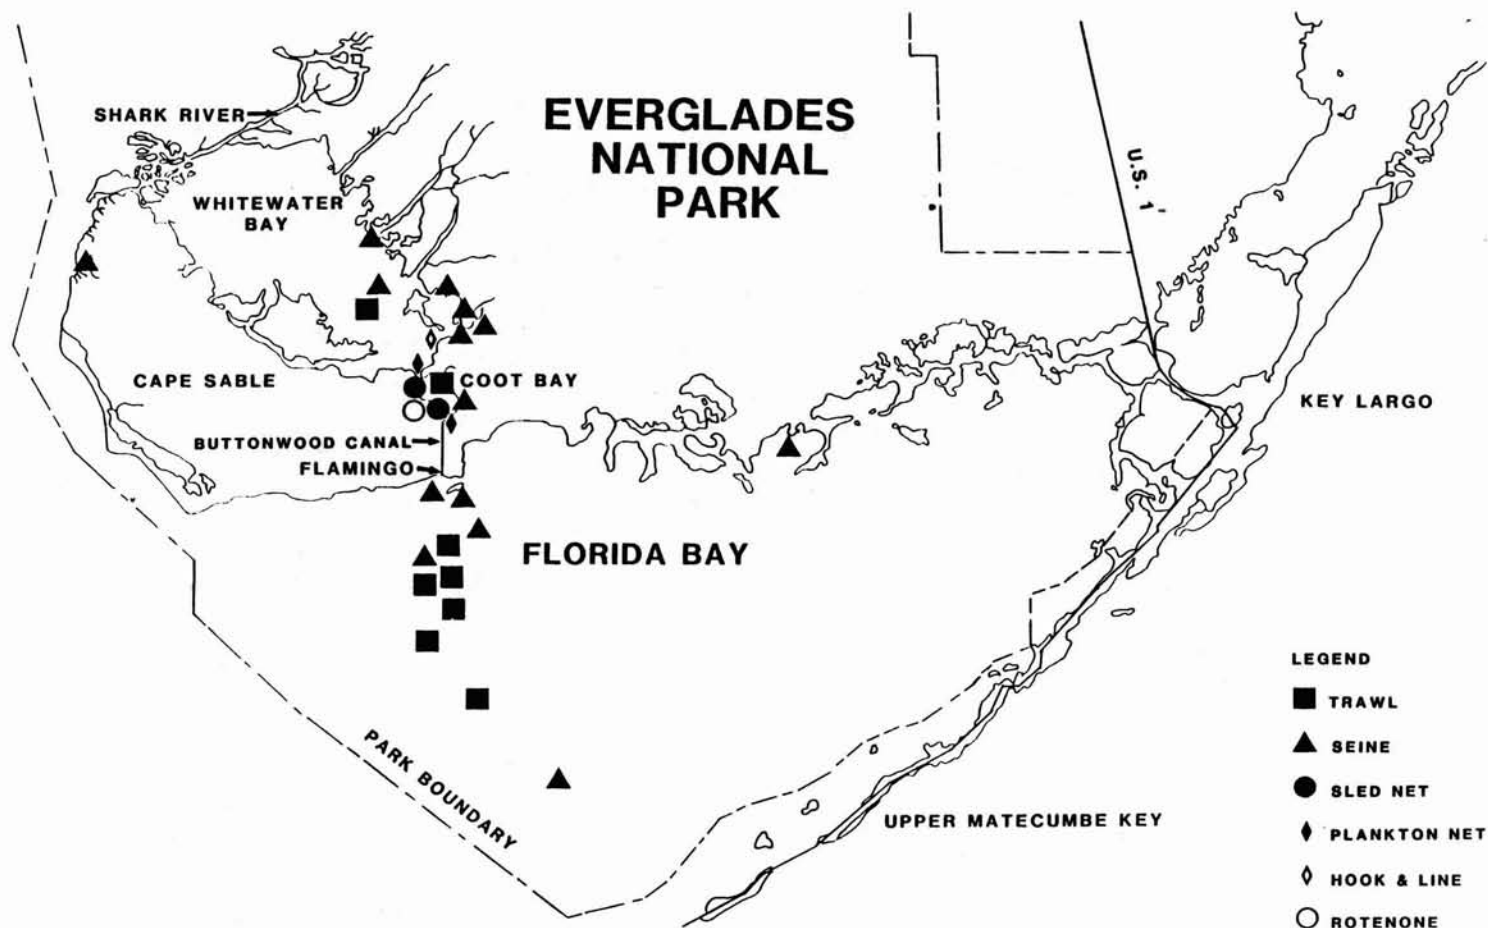 EVERGLADES
NATIONAL
PARK
SHARK RIVER
WHITEWATER
BAY
U.S. 1
CAPE SABLE
COOT BAY
KEY LARGO
BUTTONWOOD CANAL
FLAMINGO
FLORIDA BAY
PARK BOUNDARY
UPPER MATECUMBE KEY
LEGEND
TRAWL
SEINE
SLED NET
PLANKTON NET
HOOK & LINE
ROTENONE